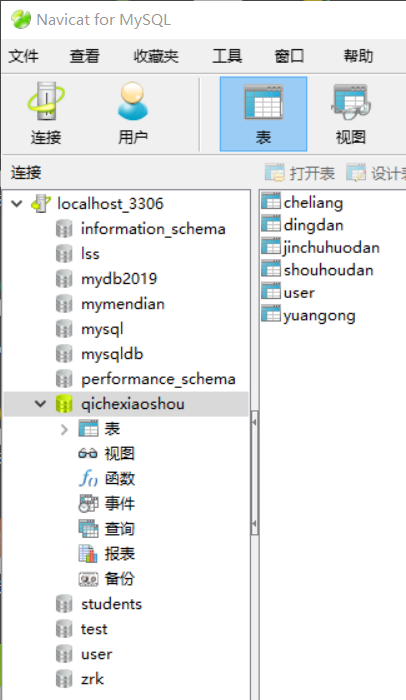 Navicat for MySQL
文件 查看 收藏夹 工具 窗口 帮助
连接 用户 表 视图
连接 打开表 设计表
localhost_3306
information_schema
lss
mydb2019
mymendian
mysql
mysqldb
performance_schema
qichexiaoshou
表
视图
函数
事件
查询
报表
备份
students
test
user
zrk
cheliang
dingdan
jinchuhuodan
shouhoudan
user
yuangong